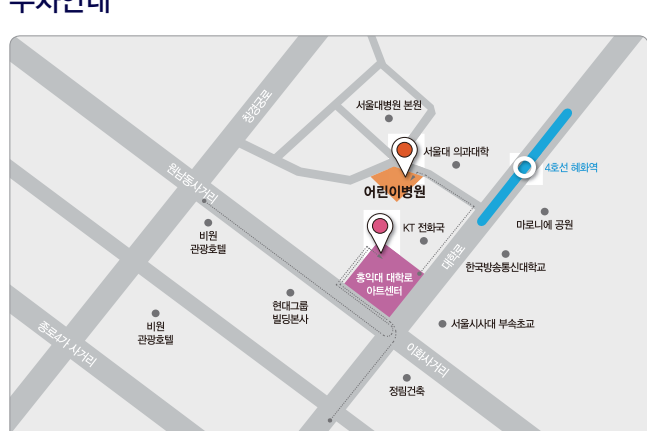 주차안내
창경궁로
서울대병원 본원
서울대 의과대학
4호선 혜화역
원남동사거리
어린이병원
KT 전화국
마로니에 공원
비원
관광호텔
대학로
한국방송통신대학교
홍익대 대학로
아트센터
현대그룹
빌딩본사
비원
관광호텔
서울시사대 부속초교
종로4가 사거리
이화사거리
정림건축